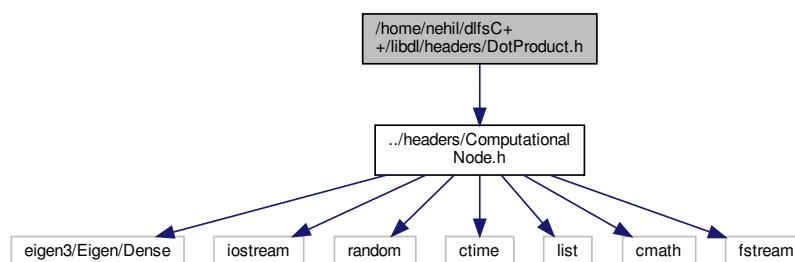 /home/nehil/dlfsC+
+/libdl/headers/DotProduct.h
../headers/Computational
Node.h
eigen3/Eigen/Dense
iostream
random
ctime
list
cmath
fstream